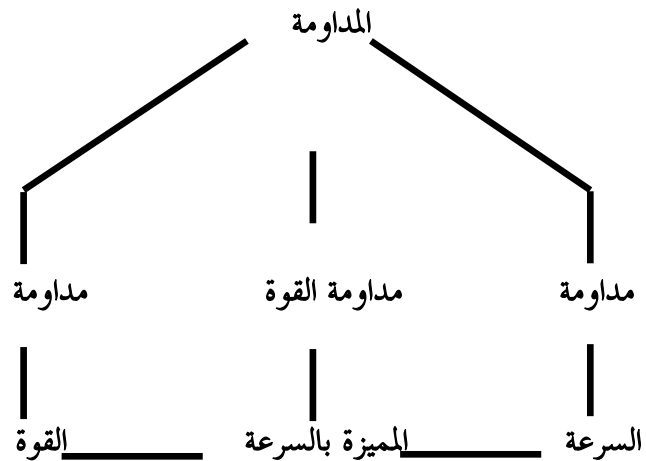 المداومة
مداومة مداومة القوة مداومة
السرعة المميزة بالسرعة القوة